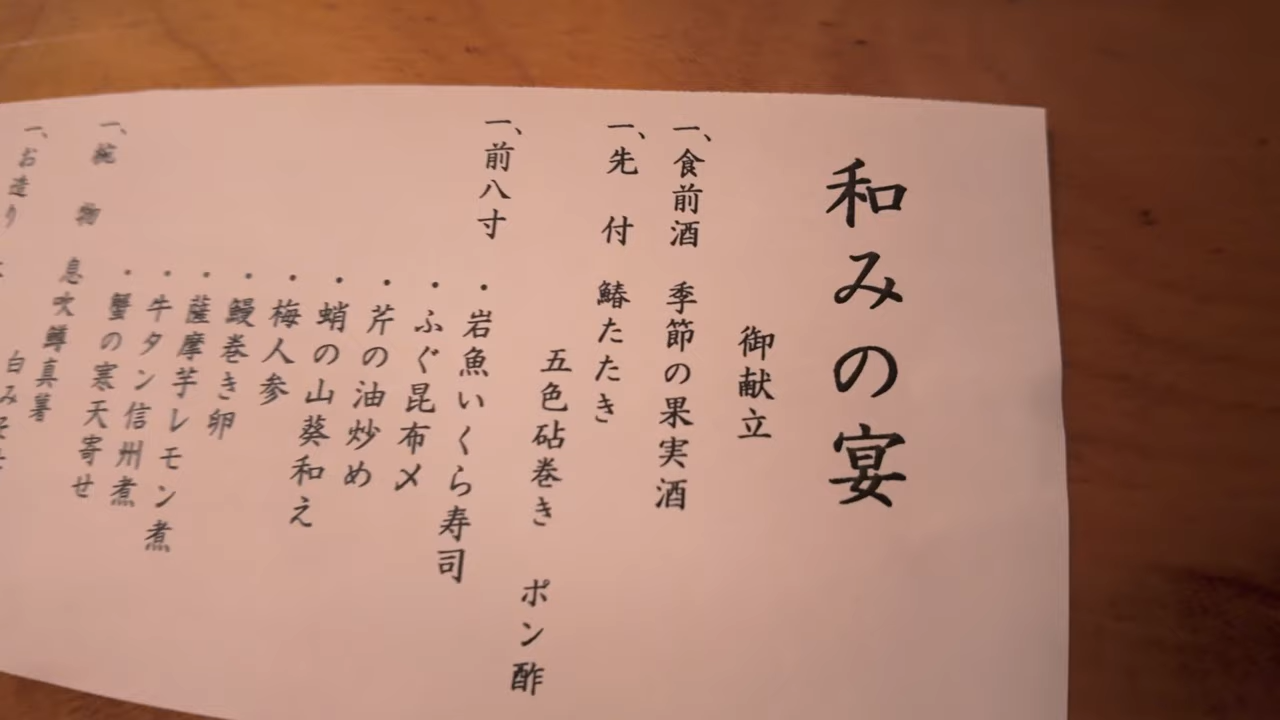 和みの宴
御献立
一、食前酒 季節の果実酒
一、先 付 鰆たたき
五色砧巻き ポン酢
一、前八寸 ・岩魚いくら寿司
・ふぐ昆布〆
・芹の油炒め
・蛸の山葵和え
・梅人参
・鰻巻き卵
・薩摩芋レモン煮
・牛タン信州煮
・蟹の寒天寄せ
一、椀 物 息吹鱒真薯
一、お造り
白みそ